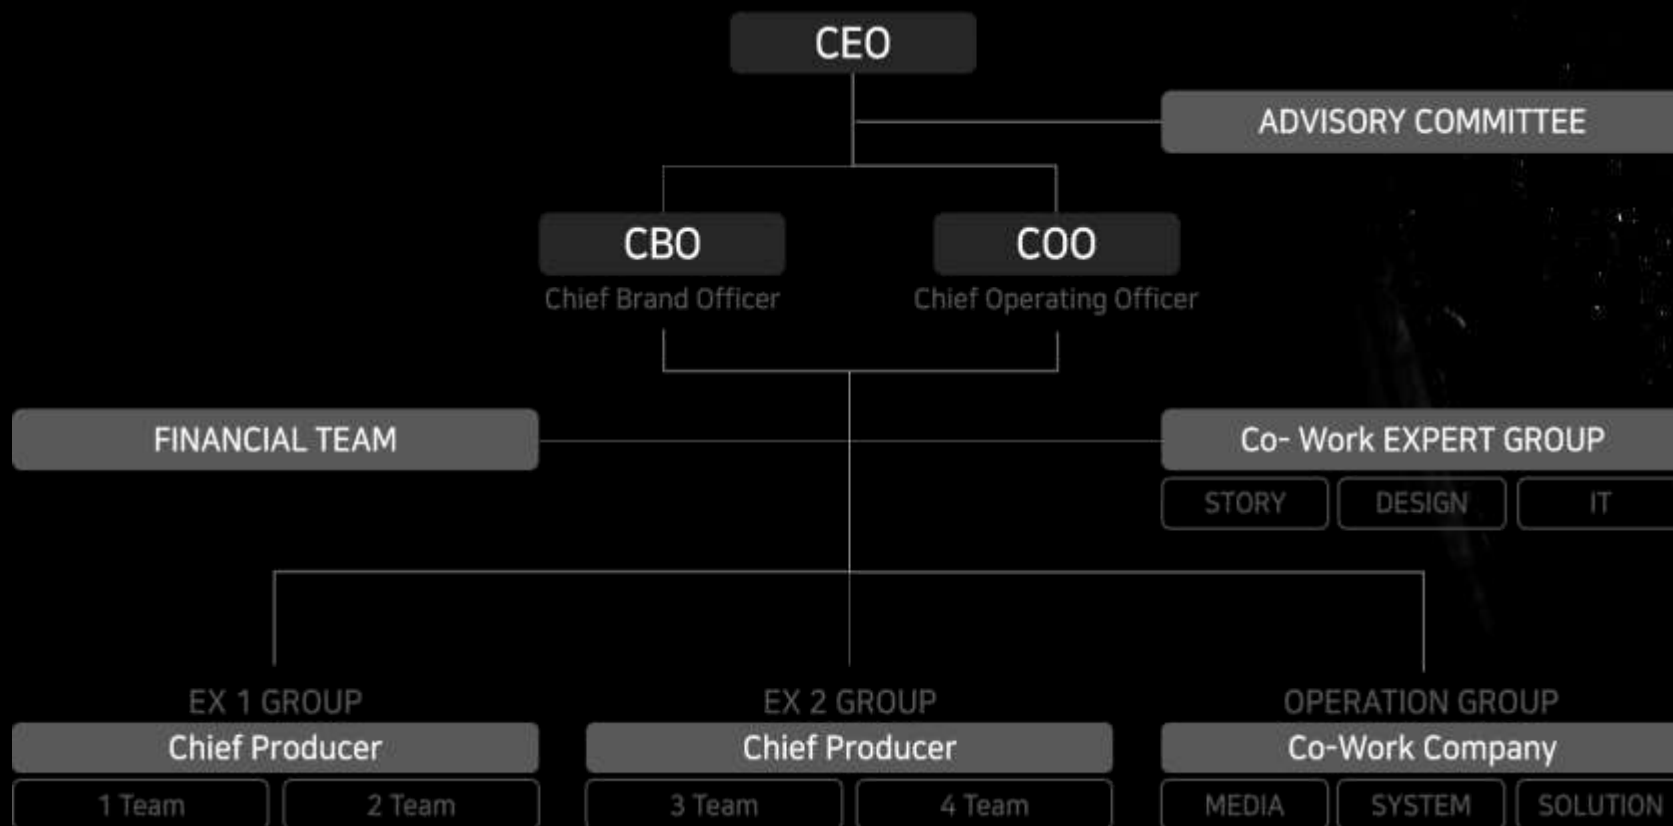 CEO
ADVISORY COMMITTEE
CBO
COO
Chief Brand Officer
Chief Operating Officer
FINANCIAL TEAM
Co- Work EXPERT GROUP
STORY
DESIGN
IT
EX 1 GROUP
EX 2 GROUP
OPERATION GROUP
Chief Producer
Chief Producer
Co-Work Company
1 Team
2 Team
3 Team
4 Team
MEDIA
SYSTEM
SOLUTION